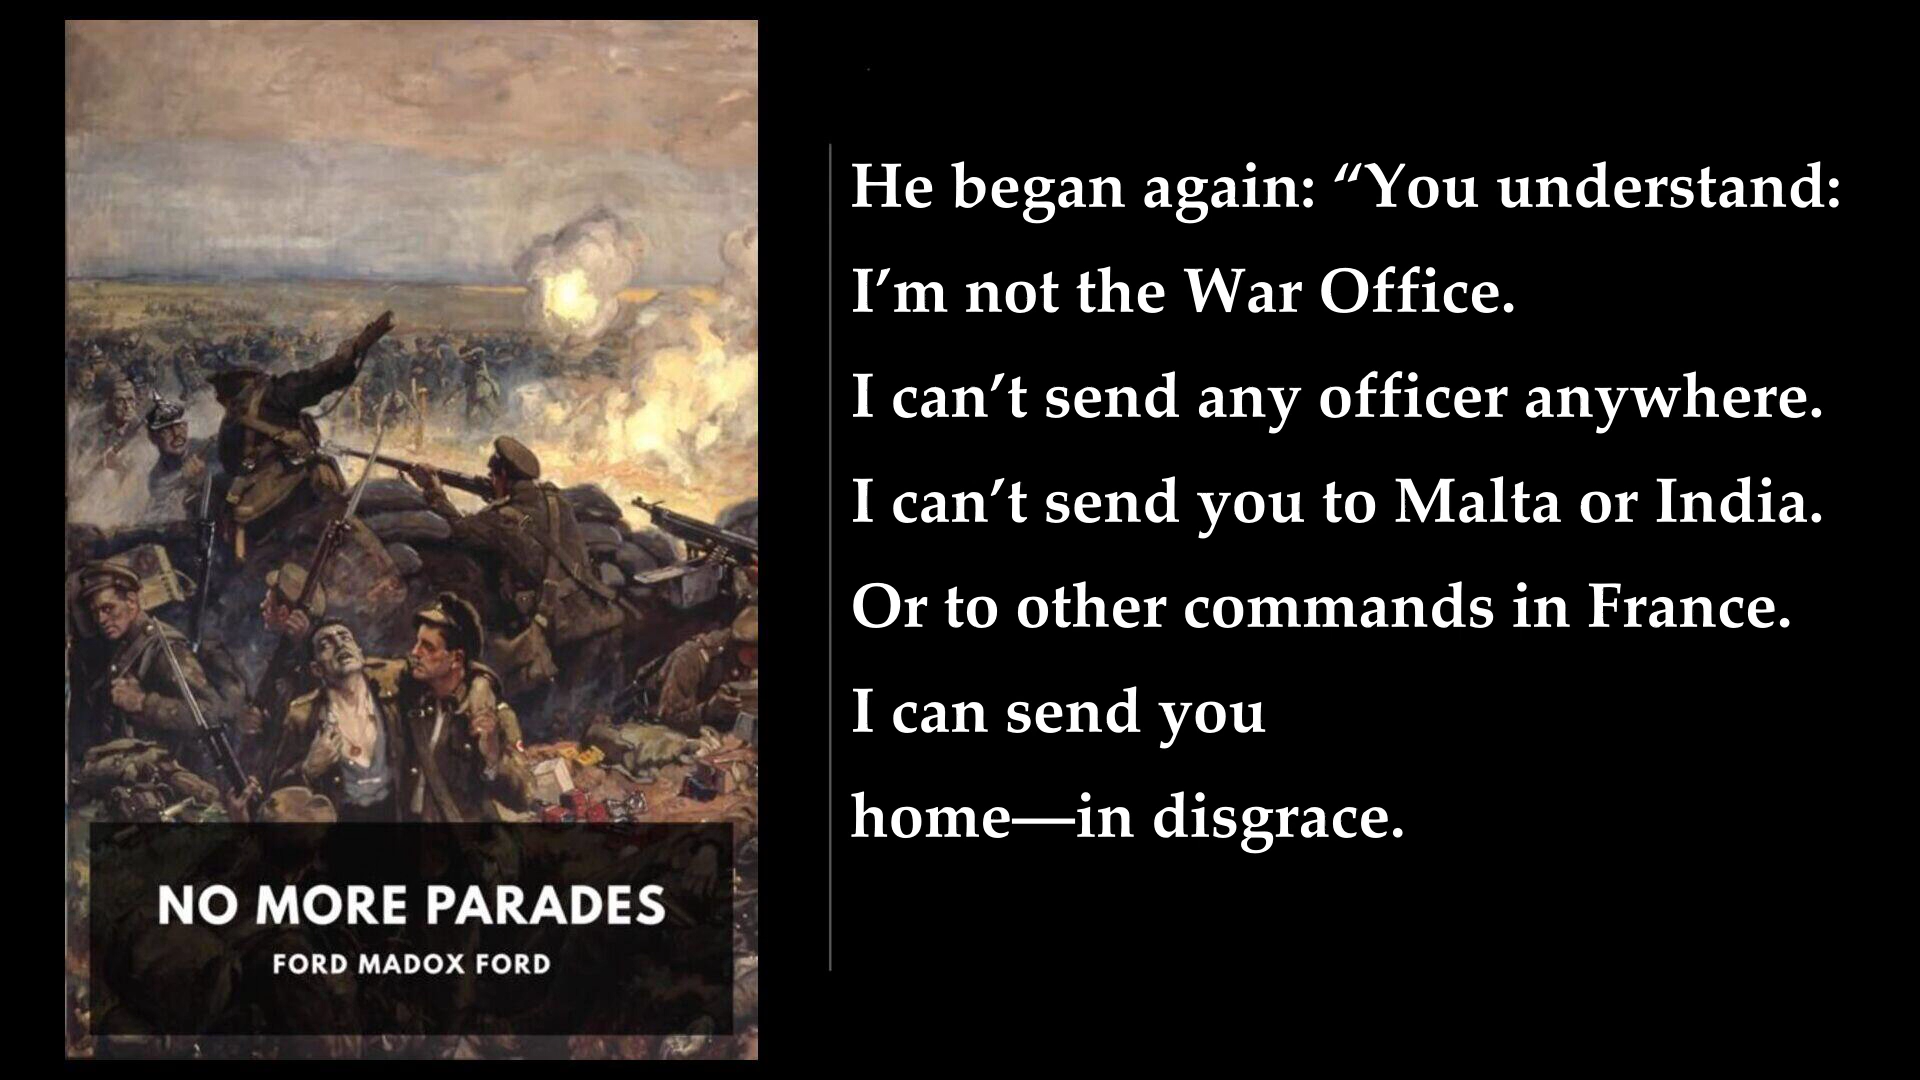 NO MORE PARADES
FORD MADOX FORD
He began again: “You understand:
I’m not the War Office.
I can’t send any officer anywhere.
I can’t send you to Malta or India.
Or to other commands in France.
I can send you
home—in disgrace.